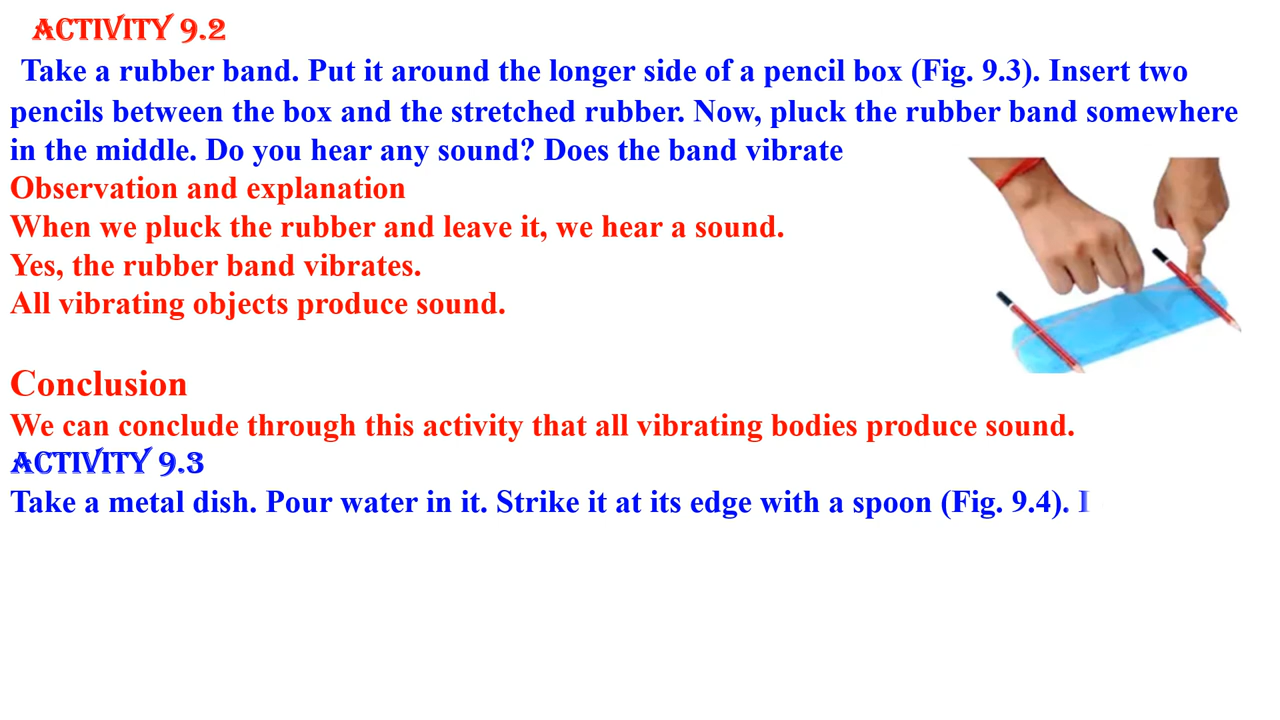 ACTIVITY 9.2
Take a rubber band. Put it around the longer side of a pencil box (Fig. 9.3). Insert two
pencils between the box and the stretched rubber. Now, pluck the rubber band somewhere
in the middle. Do you hear any sound? Does the band vibrate
Observation and explanation
When we pluck the rubber and leave it, we hear a sound.
Yes, the rubber band vibrates.
All vibrating objects produce sound.
Conclusion
We can conclude through this activity that all vibrating bodies produce sound.
ACTIVITY 9.3
Take a metal dish. Pour water in it. Strike it at its edge with a spoon (Fig. 9.4).